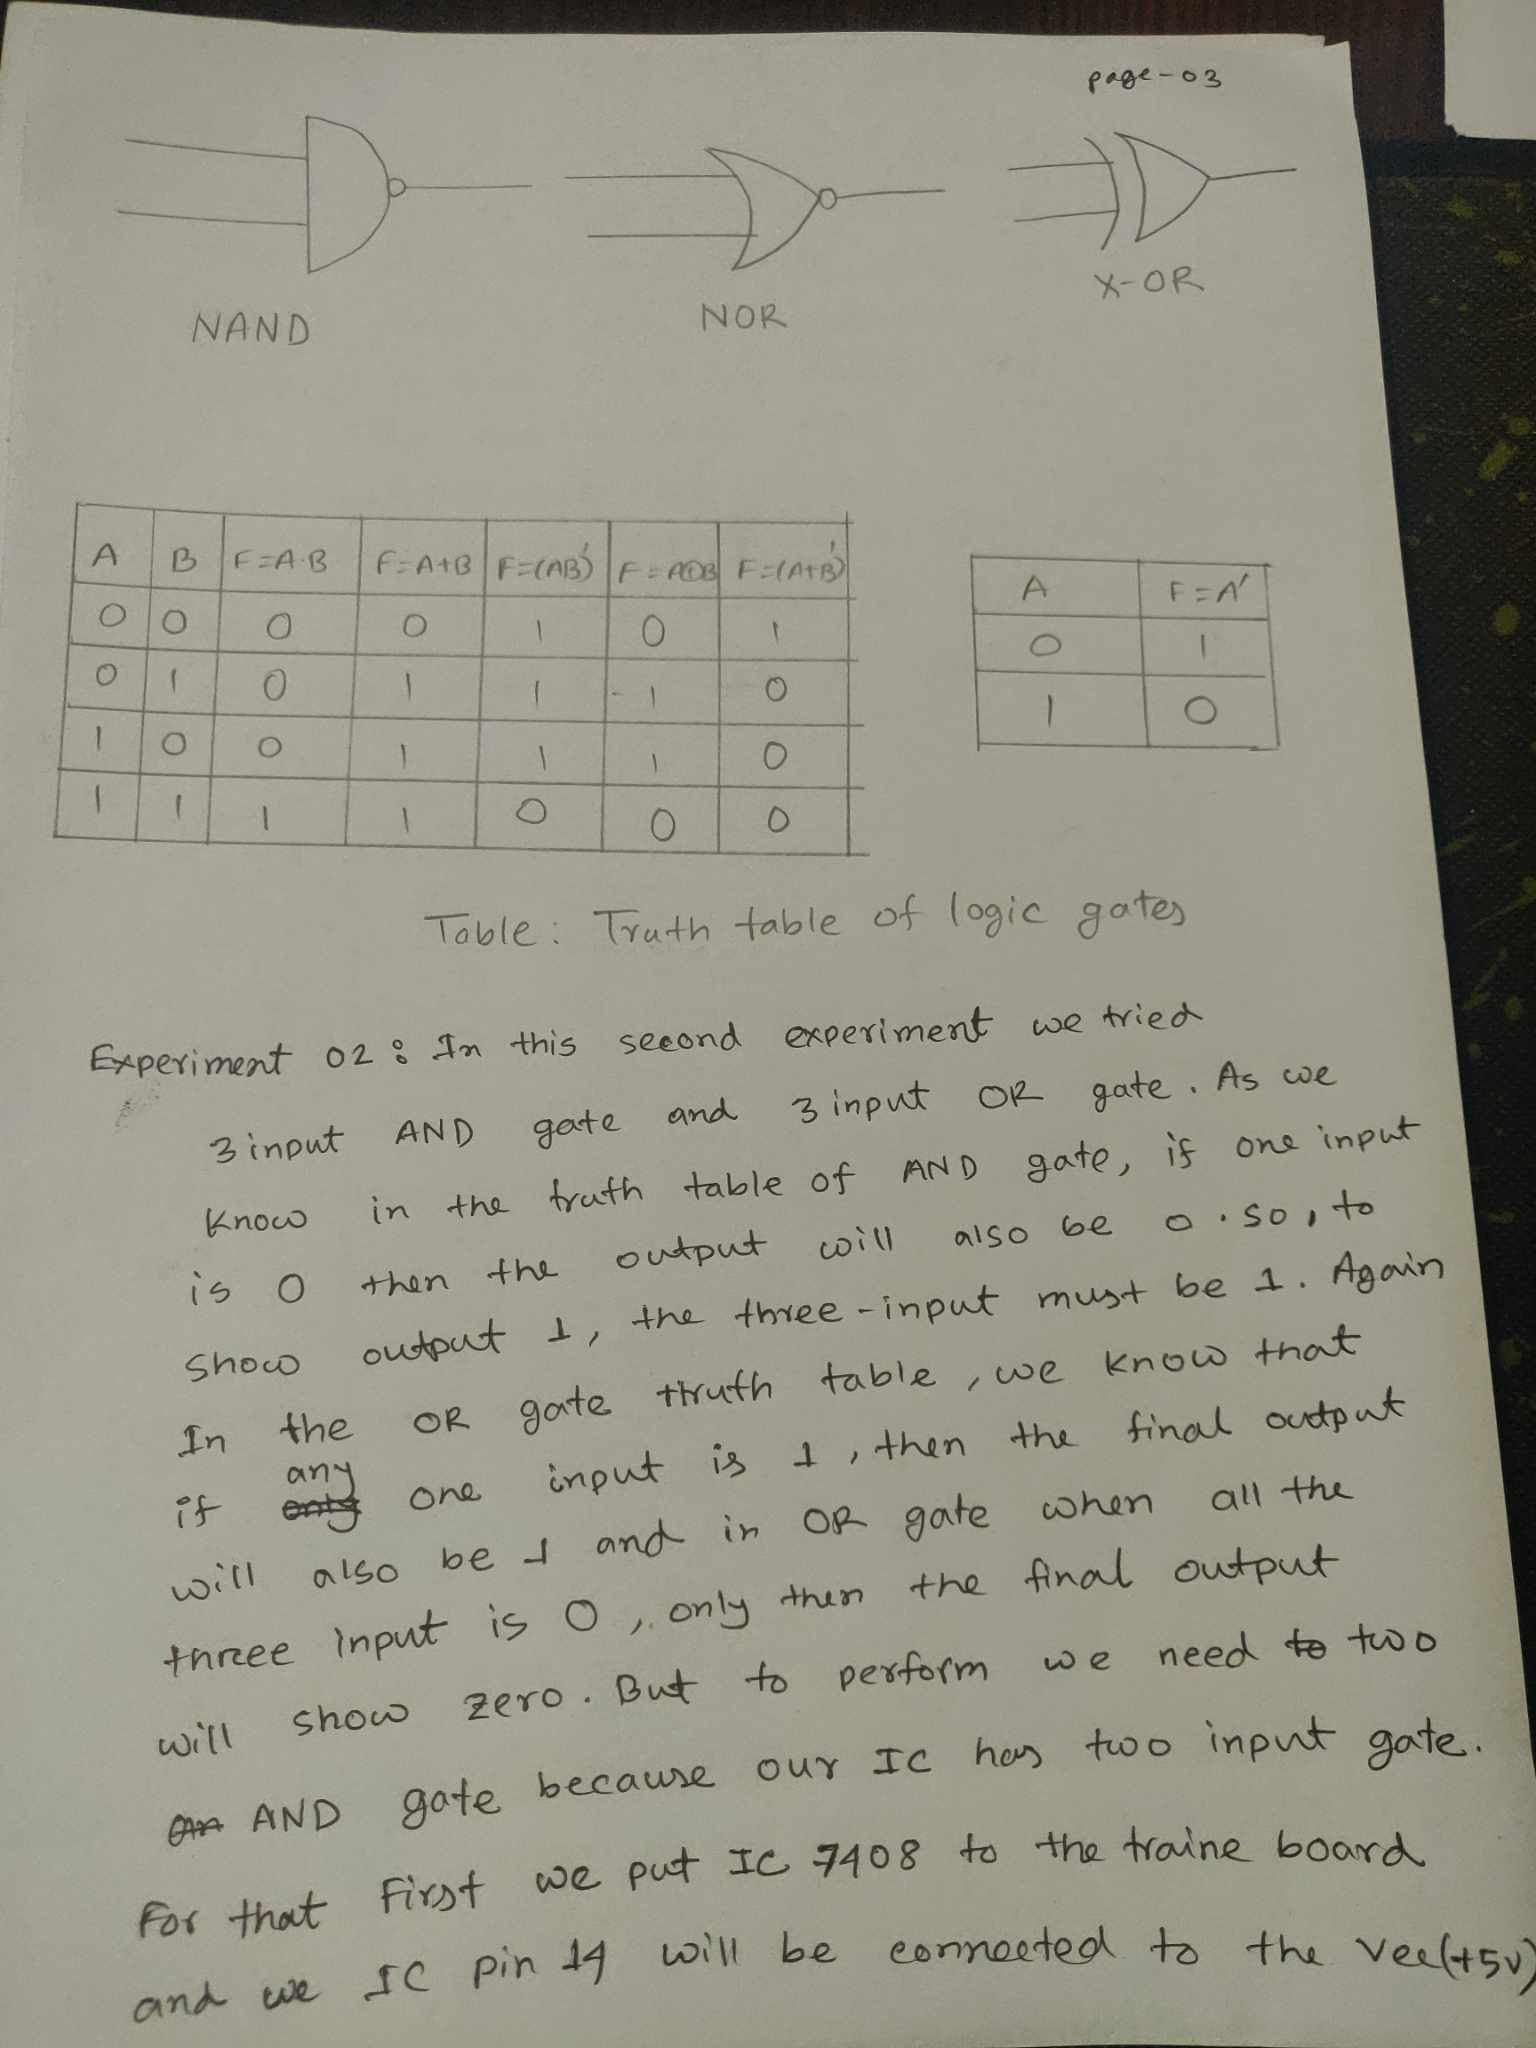 page-03
NAND
NOR
X-OR
A B F=A.B F=A+B F=(AB)' F=A⊕B F=(A+B)'
0 0 0 0 1 0 1
0 1 0 1 1 1 0
1 0 0 1 1 1 0
1 1 1 1 0 0 0
A F=A'
0 1
1 0
Table: Truth table of logic gates
Experiment 02: In this second experiment we tried
3 input AND gate and 3 input OR gate. As we
know in the truth table of AND gate, if one input
is 0 then the output will also be 0. so, to
show output 1, the three-input must be 1. Again
In the OR gate ttruth table, we know that
if any one input is 1, then the final output
will also be 1 and in OR gate when all the
three input is 0, only then the final output
will show zero. But to perform we need to two
an AND gate because our IC has two input gate.
For that First we put IC 7408 to the traine board
and we IC pin 14 will be connected to the Vcc(+5v)